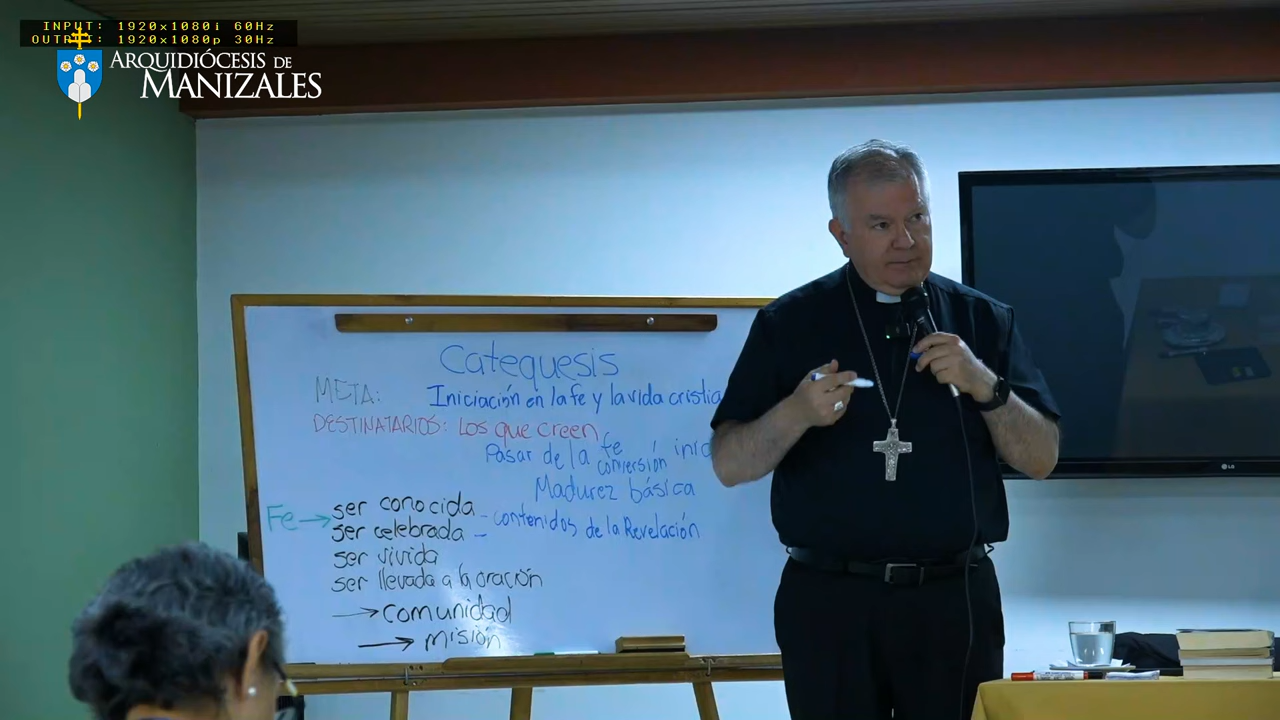 INPUT: 1920x1080i 60Hz
1920x1080p 30Hz
ARQUIDIÓCESIS DE
MANIZALES
Catequesis
META: Iniciación en la fe y la vida cristia
DESTINATARIOS: Los que creen
Pasar de la fe
conversión
Madurez básica
Fe → ser conocida - contenidos de la Revelación
ser celebrada -
ser vivida
ser llevada a la oración
→ comunidad
→ misión
LG